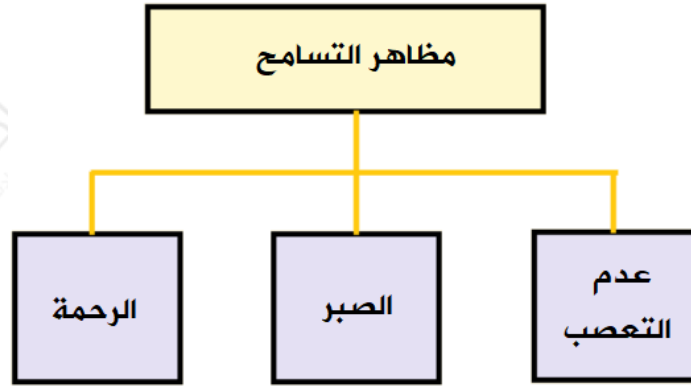 مظاهر التسامح
عدم
التعصب
الصبر
الرحمة